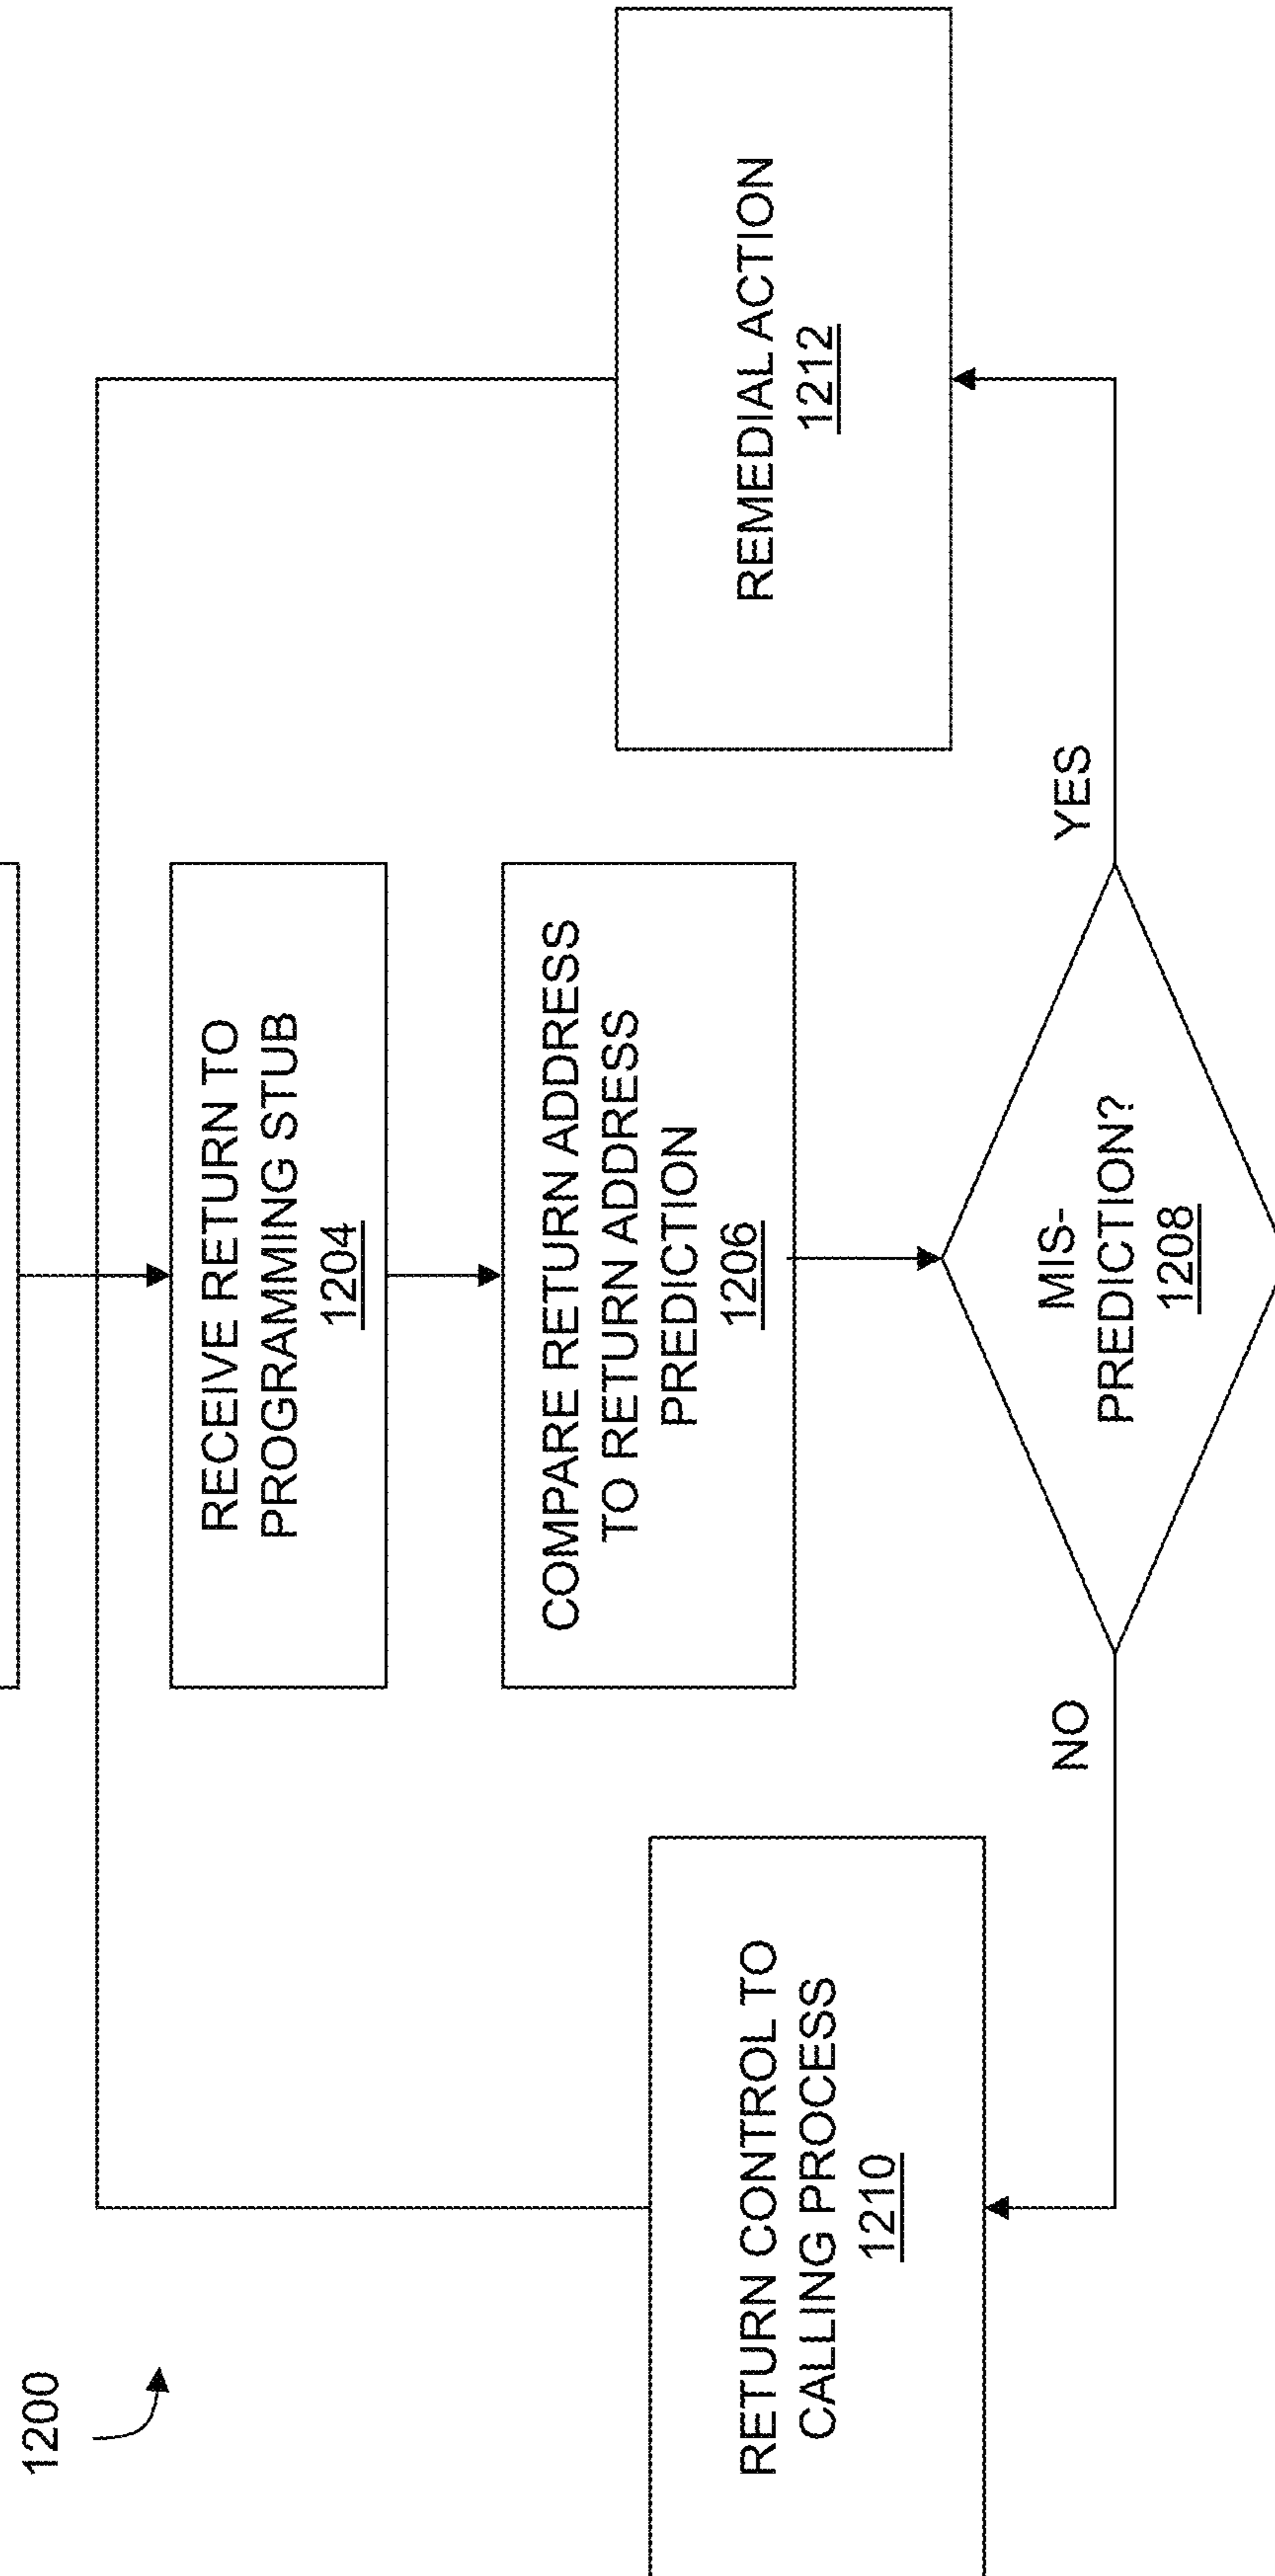 1200
RECEIVE RETURN TO
PROGRAMMING STUB
1204
COMPARE RETURN ADDRESS
TO RETURN ADDRESS
PREDICTION
1206
MIS-
PREDICTION?
1208
NO
YES
RETURN CONTROL TO
CALLING PROCESS
1210
REMEDIAL ACTION
1212